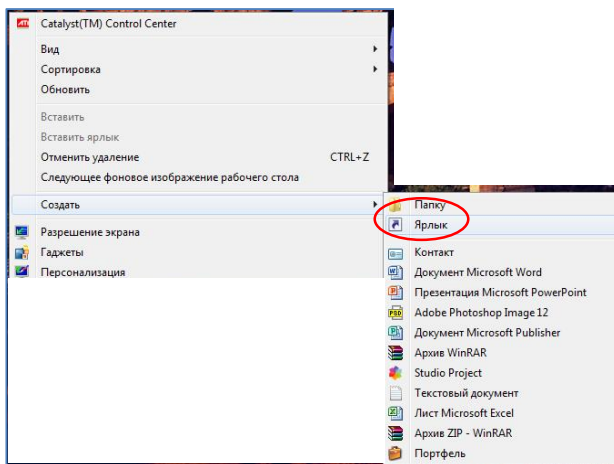 Catalyst(TM) Control Center
Вид
Сортировка
Обновить
Вставить
Вставить ярлык
Отменить удаление CTRL+Z
Следующее фоновое изображение рабочего стола
Создать
Разрешение экрана
Гаджеты
Персонализация
Папку
Ярлык
Контакт
Документ Microsoft Word
Презентация Microsoft PowerPoint
Adobe Photoshop Image 12
Документ Microsoft Publisher
Архив WinRAR
Studio Project
Текстовый документ
Лист Microsoft Excel
Архив ZIP - WinRAR
Портфель